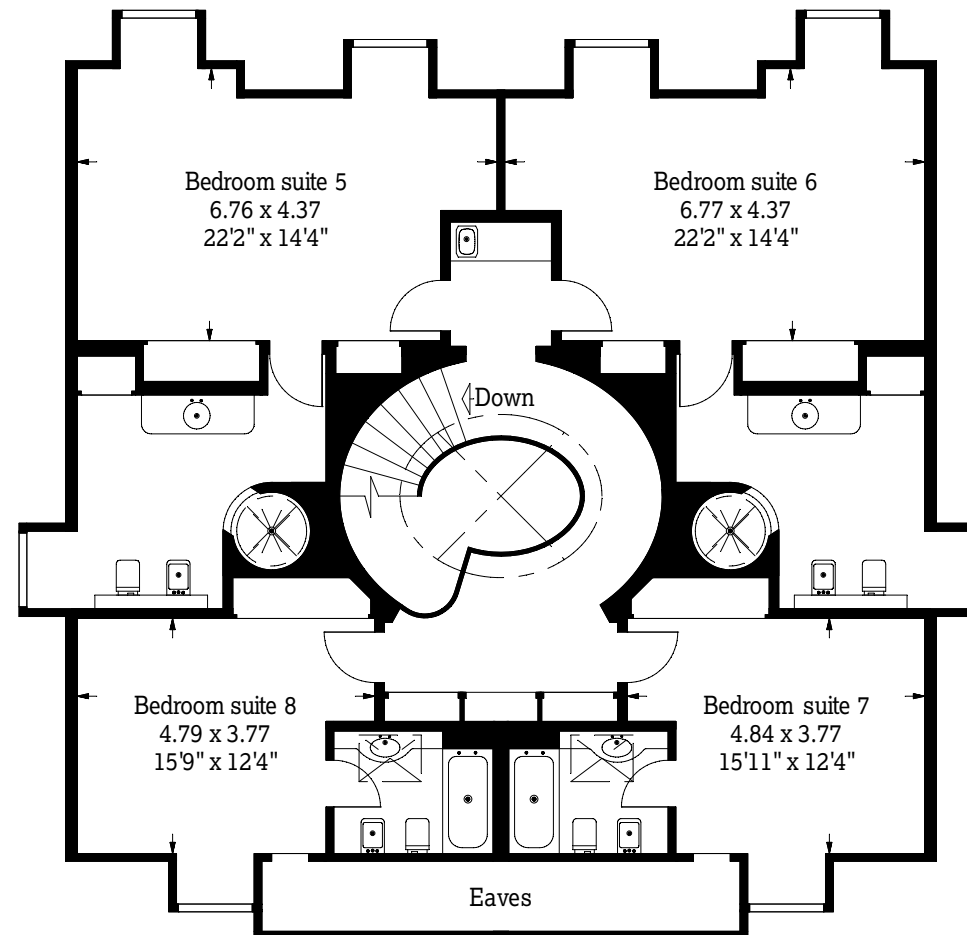 Bedroom suite 5
6.76 x 4.37
22'2" x 14'4"
Bedroom suite 6
6.77 x 4.37
22'2" x 14'4"
Down
Bedroom suite 8
4.79 x 3.77
15'9" x 12'4"
Bedroom suite 7
4.84 x 3.77
15'11" x 12'4"
Eaves